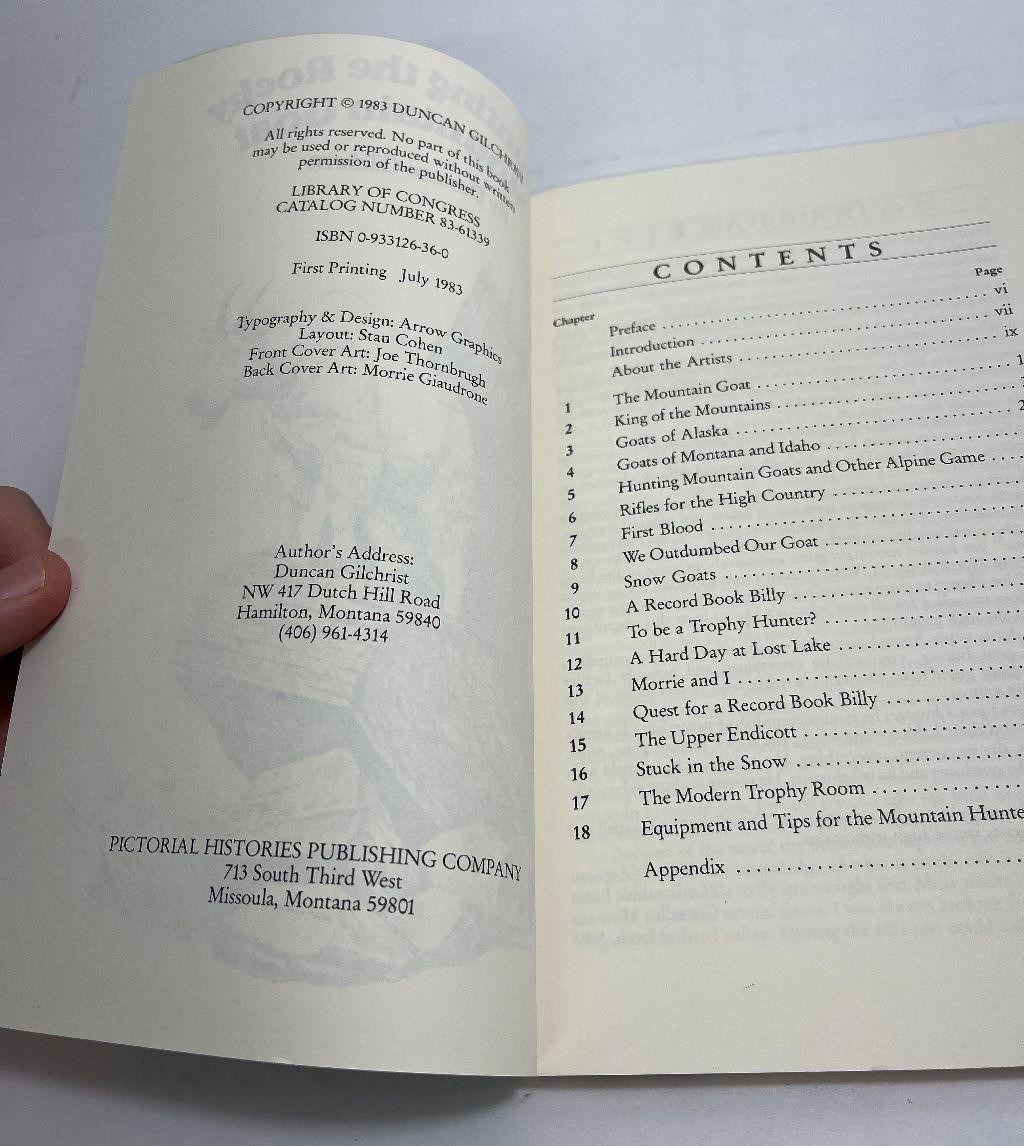 COPYRIGHT © 1983 DUNCAN GILCHRIST
All rights reserved. No part of this book
may be used or reproduced without written
permission of the publisher.
LIBRARY OF CONGRESS
CATALOG NUMBER 83-61339
ISBN 0-933126-36-0
First Printing July 1983
Typography & Design: Arrow Graphics
Layout: Stan Cohen
Front Cover Art: Joe Thornbrugh
Back Cover Art: Morrie Giaudrone
Author's Address:
Duncan Gilchrist
NW 417 Dutch Hill Road
Hamilton, Montana 59840
(406) 961-4314
PICTORIAL HISTORIES PUBLISHING COMPANY
713 South Third West
Missoula, Montana 59801
CONTENTS
Chapter Page
Preface vi
Introduction vii
About the Artists ix
1 The Mountain Goat 1
2 King of the Mountains
3 Goats of Alaska 2
4 Goats of Montana and Idaho
5 Hunting Mountain Goats and Other Alpine Game
6 Rifles for the High Country
7 First Blood
8 We Outdumbed Our Goat
9 Snow Goats
10 A Record Book Billy
11 To be a Trophy Hunter?
12 A Hard Day at Lost Lake
13 Morrie and I
14 Quest for a Record Book Billy
15 The Upper Endicott
16 Stuck in the Snow
17 The Modern Trophy Room
18 Equipment and Tips for the Mountain Hunte
Appendix